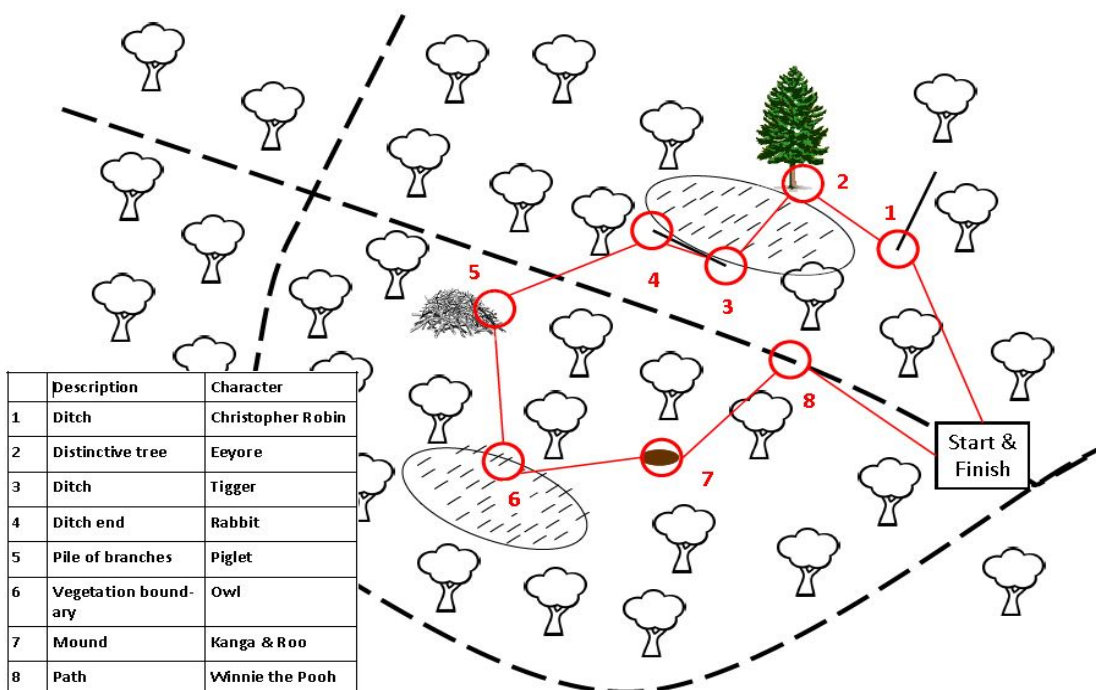 2
1
5
4
3
8
Start &
Finish
7
6
Description Character
1 Ditch Christopher Robin
2 Distinctive tree Eeyore
3 Ditch Tigger
4 Ditch end Rabbit
5 Pile of branches Piglet
6 Vegetation bound- Owl
ary
7 Mound Kanga & Roo
8 Path Winnie the Pooh